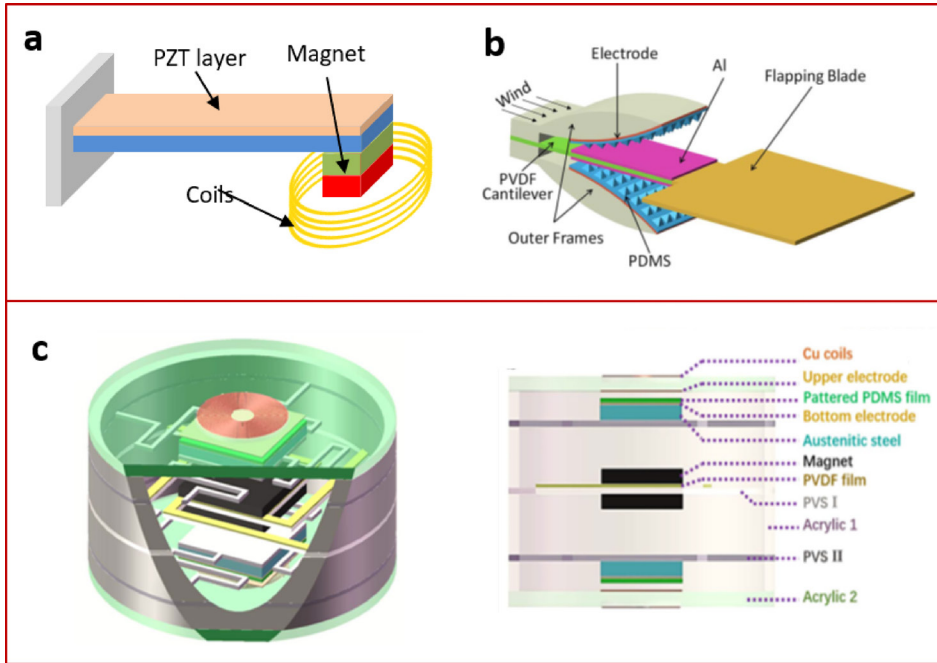 a
PZT layer
Magnet
Coils
b
Electrode
Al
Flapping Blade
Wind
PVDF
Cantilever
Outer Frames
PDMS
c
Cu coils
Upper electrode
Pattered PDMS film
Bottom electrode
Austenitic steel
Magnet
PVDF film
PVS I
Acrylic 1
PVS II
Acrylic 2